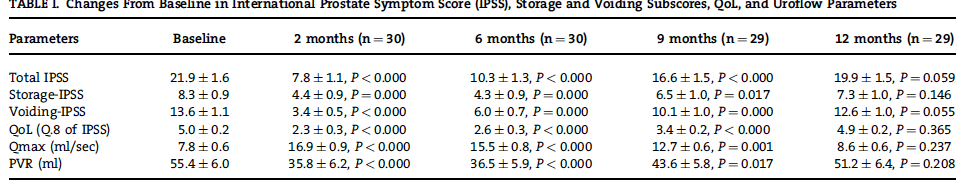 TABLE I. Changes From Baseline in International Prostate Symptom Score (IPSS), Storage and Voiding Subscores, QoL, and Uroflow Parameters
Parameters Baseline 2 months (n = 30) 6 months (n = 30) 9 months (n = 29) 12 months (n = 29)
Total IPSS 21.9 ± 1.6 7.8 ± 1.1, P < 0.000 10.3 ± 1.3, P < 0.000 16.6 ± 1.5, P < 0.000 19.9 ± 1.5, P = 0.059
Storage-IPSS 8.3 ± 0.9 4.4 ± 0.9, P = 0.000 4.3 ± 0.9, P = 0.000 6.5 ± 1.0, P = 0.017 7.3 ± 1.0, P = 0.146
Voiding-IPSS 13.6 ± 1.1 3.4 ± 0.5, P < 0.000 6.0 ± 0.7, P = 0.000 10.1 ± 1.0, P = 0.000 12.6 ± 1.0, P = 0.055
QoL (Q.8 of IPSS) 5.0 ± 0.2 2.3 ± 0.3, P < 0.000 2.6 ± 0.3, P < 0.000 3.4 ± 0.2, P < 0.000 4.9 ± 0.2, P = 0.365
Qmax (ml/sec) 7.8 ± 0.6 16.9 ± 0.9, P < 0.000 15.5 ± 0.8, P < 0.000 12.7 ± 0.6, P = 0.001 8.6 ± 0.6, P = 0.237
PVR (ml) 55.4 ± 6.0 35.8 ± 6.2, P < 0.000 36.5 ± 5.9, P < 0.000 43.6 ± 5.8, P = 0.017 51.2 ± 6.4, P = 0.208